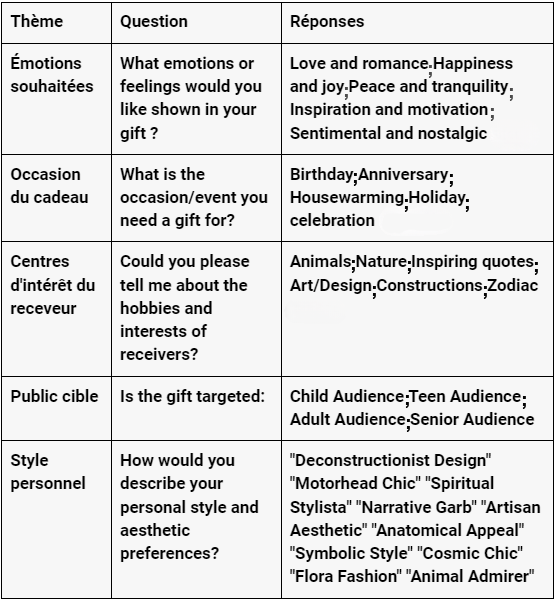 Thème
Question
Réponses
Émotions
souhaitées
What emotions or
feelings would you
like shown in your
gift ?
Love and romance;Happiness
and joy;Peace and tranquility;
Inspiration and motivation;
Sentimental and nostalgic
Occasion
du cadeau
What is the
occasion/event you
need a gift for?
Birthday;Anniversary;
Housewarming;Holiday;
celebration
Centres
d'intérêt du
receveur
Could you please
tell me about the
hobbies and
interests of
receivers?
Animals;Nature;Inspiring quotes;
Art/Design;Constructions;Zodiac
Public cible
Is the gift targeted:
Child Audience;Teen Audience;
Adult Audience;Senior Audience
Style
personnel
How would you
describe your
personal style and
aesthetic
preferences?
"Deconstructionist Design"
"Motorhead Chic" "Spiritual
Stylista" "Narrative Garb" "Artisan
Aesthetic" "Anatomical Appeal"
"Symbolic Style" "Cosmic Chic"
"Flora Fashion" "Animal Admirer"